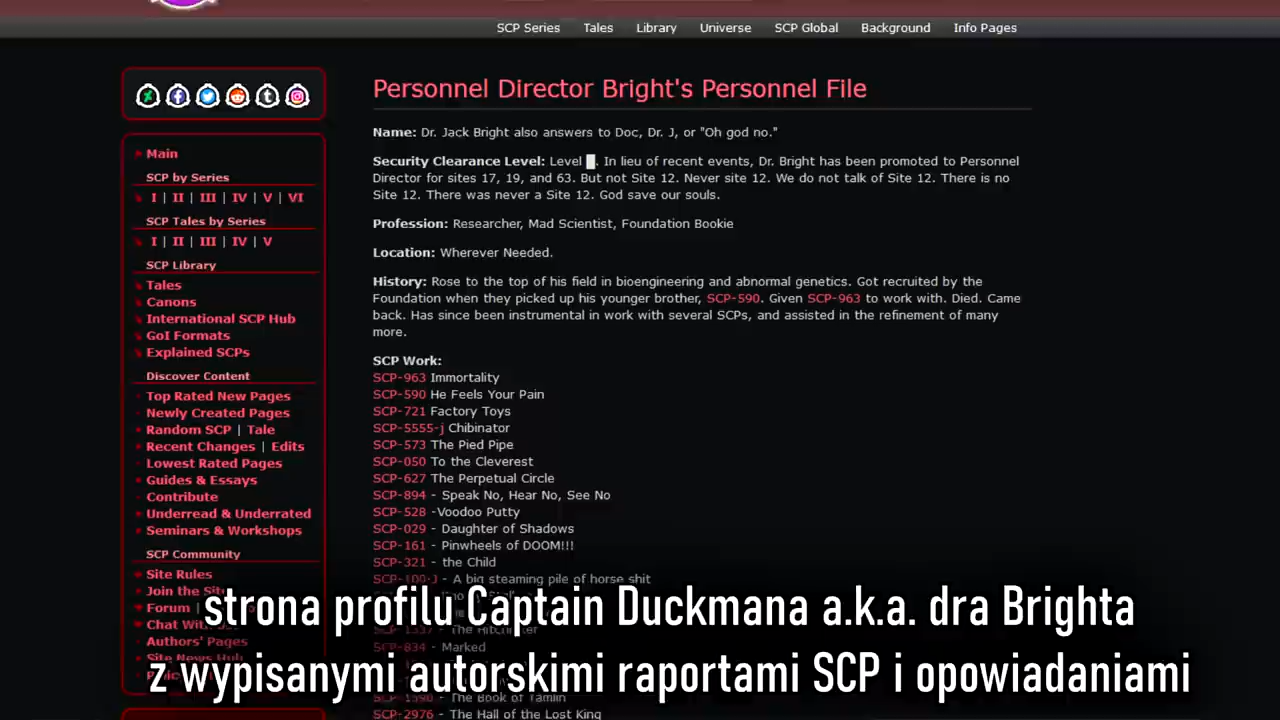 SCP Series Tales Library Universe SCP Global Background Info Pages
Main
SCP by Series
I | II | III | IV | V | VI
SCP Tales by Series
I | II | III | IV | V
SCP Library
Tales
Canons
International SCP Hub
GoI Formats
Explained SCPs
Discover Content
Top Rated New Pages
Newly Created Pages
Random SCP | Tale
Recent Changes | Edits
Lowest Rated Pages
Guides & Essays
Contribute
Underread & Underrated
Seminars & Workshops
SCP Community
Site Rules
Join the
Forum |
Chat With
Authors' Pages
Site News Hub
Personnel Director Bright's Personnel File
Name: Dr. Jack Bright also answers to Doc, Dr. J, or "Oh god no."
Security Clearance Level: Level █. In lieu of recent events, Dr. Bright has been promoted to Personnel
Director for sites 17, 19, and 63. But not Site 12. Never site 12. We do not talk of Site 12. There is no
Site 12. There was never a Site 12. God save our souls.
Profession: Researcher, Mad Scientist, Foundation Bookie
Location: Wherever Needed.
History: Rose to the top of his field in bioengineering and abnormal genetics. Got recruited by the
Foundation when they picked up his younger brother, SCP-590. Given SCP-963 to work with. Died. Came
back. Has since been instrumental in work with several SCPs, and assisted in the refinement of many
more.
SCP Work:
SCP-963 Immortality
SCP-590 He Feels Your Pain
SCP-721 Factory Toys
SCP-5555-j Chibinator
SCP-573 The Pied Pipe
SCP-050 To the Cleverest
SCP-627 The Perpetual Circle
SCP-894 - Speak No, Hear No, See No
SCP-528 -Voodoo Putty
SCP-029 - Daughter of Shadows
SCP-161 - Pinwheels of DOOM!!!
SCP-321 - the Child
SCP-100-J - A big steaming pile of horse shit
SCP-1337 - The Hitchhiker
SCP-834 - Marked
SCP-1590 - The Book of Tamlin
SCP-2976 - The Hall of the Lost King
strona profilu Captain Duckmana a.k.a. dra Brighta
z wypisanymi autorskimi raportami SCP i opowiadaniami